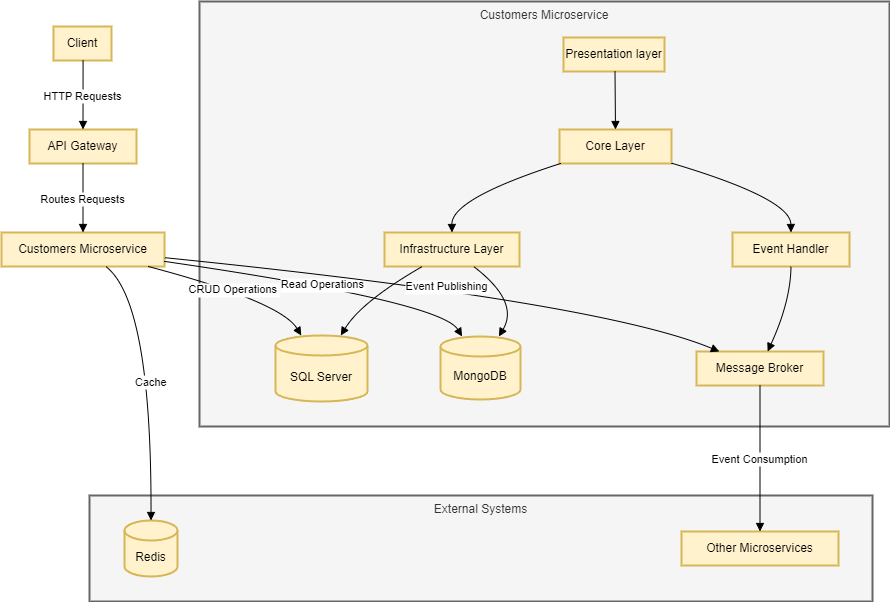 Customers Microservice
Client
Presentation layer
HTTP Requests
API Gateway
Core Layer
Routes Requests
Customers Microservice
Infrastructure Layer
Event Handler
CRUD Operations
Read Operations
Event Publishing
SQL Server
MongoDB
Message Broker
Cache
Event Consumption
External Systems
Redis
Other Microservices